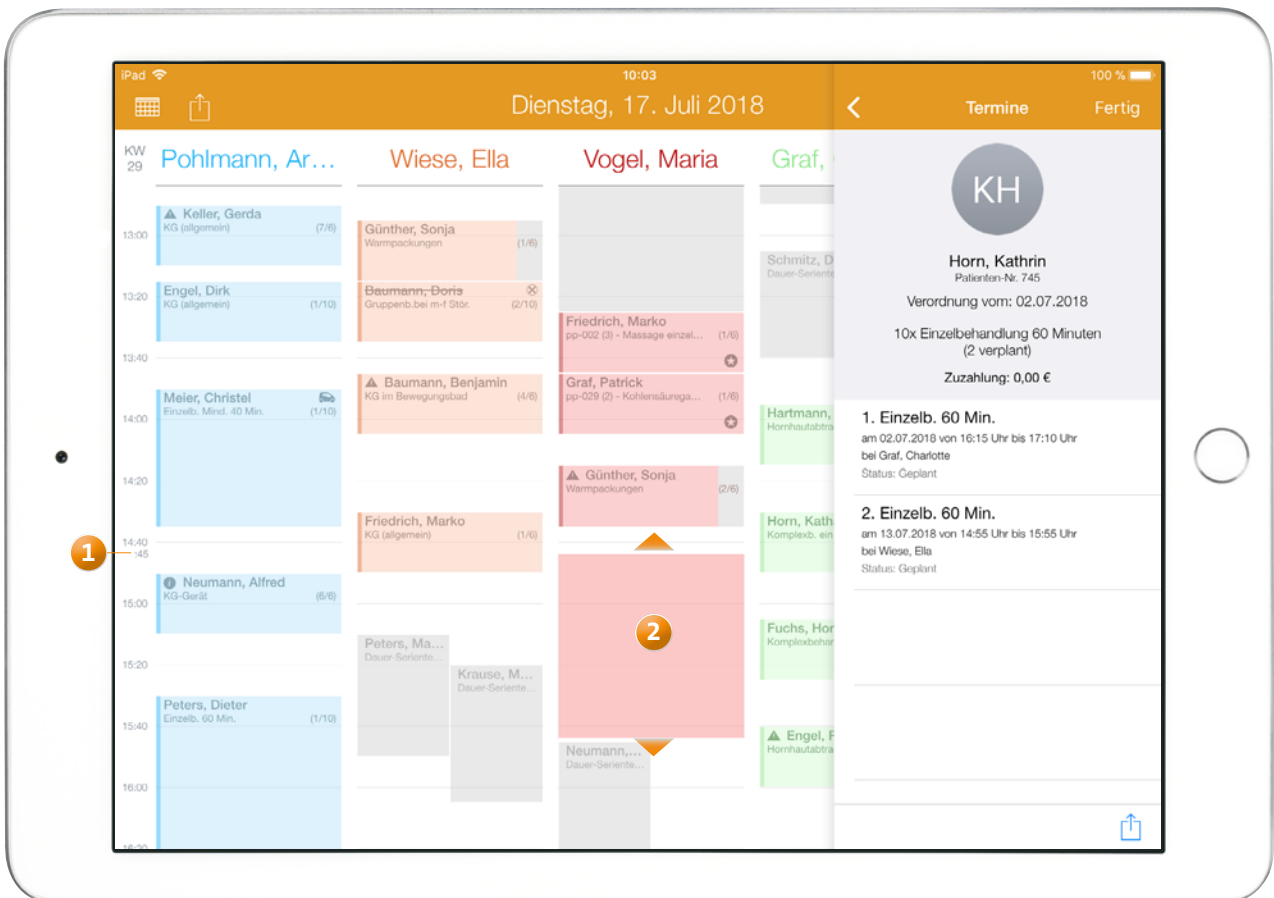 iPad
10:03
100 %
Dienstag, 17. Juli 2018
Termine
Fertig
KW
29
Pohlmann, Ar...
Wiese, Ella
Vogel, Maria
Graf,
13:00
13:20
13:40
14:00
14:20
14:40
:45
15:00
15:20
15:40
16:00
16:20
1
Keller, Gerda
KG (allgemein) (7/6)
Engel, Dirk
KG (allgemein) (1/10)
Meier, Christel
Einzelb. Mind. 40 Min. (1/10)
Neumann, Alfred
KG-Gerät (6/6)
Peters, Dieter
Einzelb. 60 Min. (1/10)
Günther, Sonja
Warmpackungen (1/6)
Baumann, Doris
Gruppenb.bei m-f Stör. (2/10)
Baumann, Benjamin
KG im Bewegungsbad (4/6)
Friedrich, Marko
KG (allgemein) (1/6)
Peters, Ma...
Dauer-Seriente...
Krause, M...
Dauer-Seriente...
Friedrich, Marko
pp-002 (3) - Massage einzel... (1/6)
Graf, Patrick
pp-029 (2) - Kohlensäurega... (1/6)
Günther, Sonja
Warmpackungen (2/6)
2
Neumann,...
Dauer-Seriente...
Schmitz, D
Dauer-Seriente
Hartmann,
Hornhautabtra
Horn, Kath
Komplexb. ein
Fuchs, Hor
Komplexbehar
Engel, F
Hornhautabtra
KH
Horn, Kathrin
Patienten-Nr. 745
Verordnung vom: 02.07.2018
10x Einzelbehandlung 60 Minuten
(2 verplant)
Zuzahlung: 0,00 €
1. Einzelb. 60 Min.
am 02.07.2018 von 16:15 Uhr bis 17:10 Uhr
bei Graf, Charlotte
Status: Geplant
2. Einzelb. 60 Min.
am 13.07.2018 von 14:55 Uhr bis 15:55 Uhr
bei Wiese, Ella
Status: Geplant